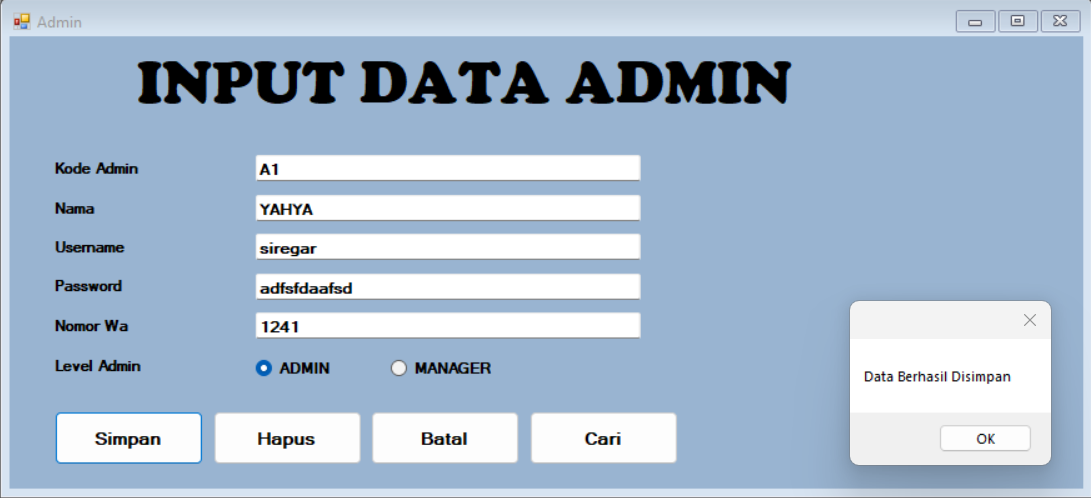 Admin
INPUT DATA ADMIN
Kode Admin A1
Nama YAHYA
Username siregar
Password adfsfdaafsd
Nomor Wa 1241
Level Admin ADMIN MANAGER
Simpan Hapus Batal Cari
Data Berhasil Disimpan
OK